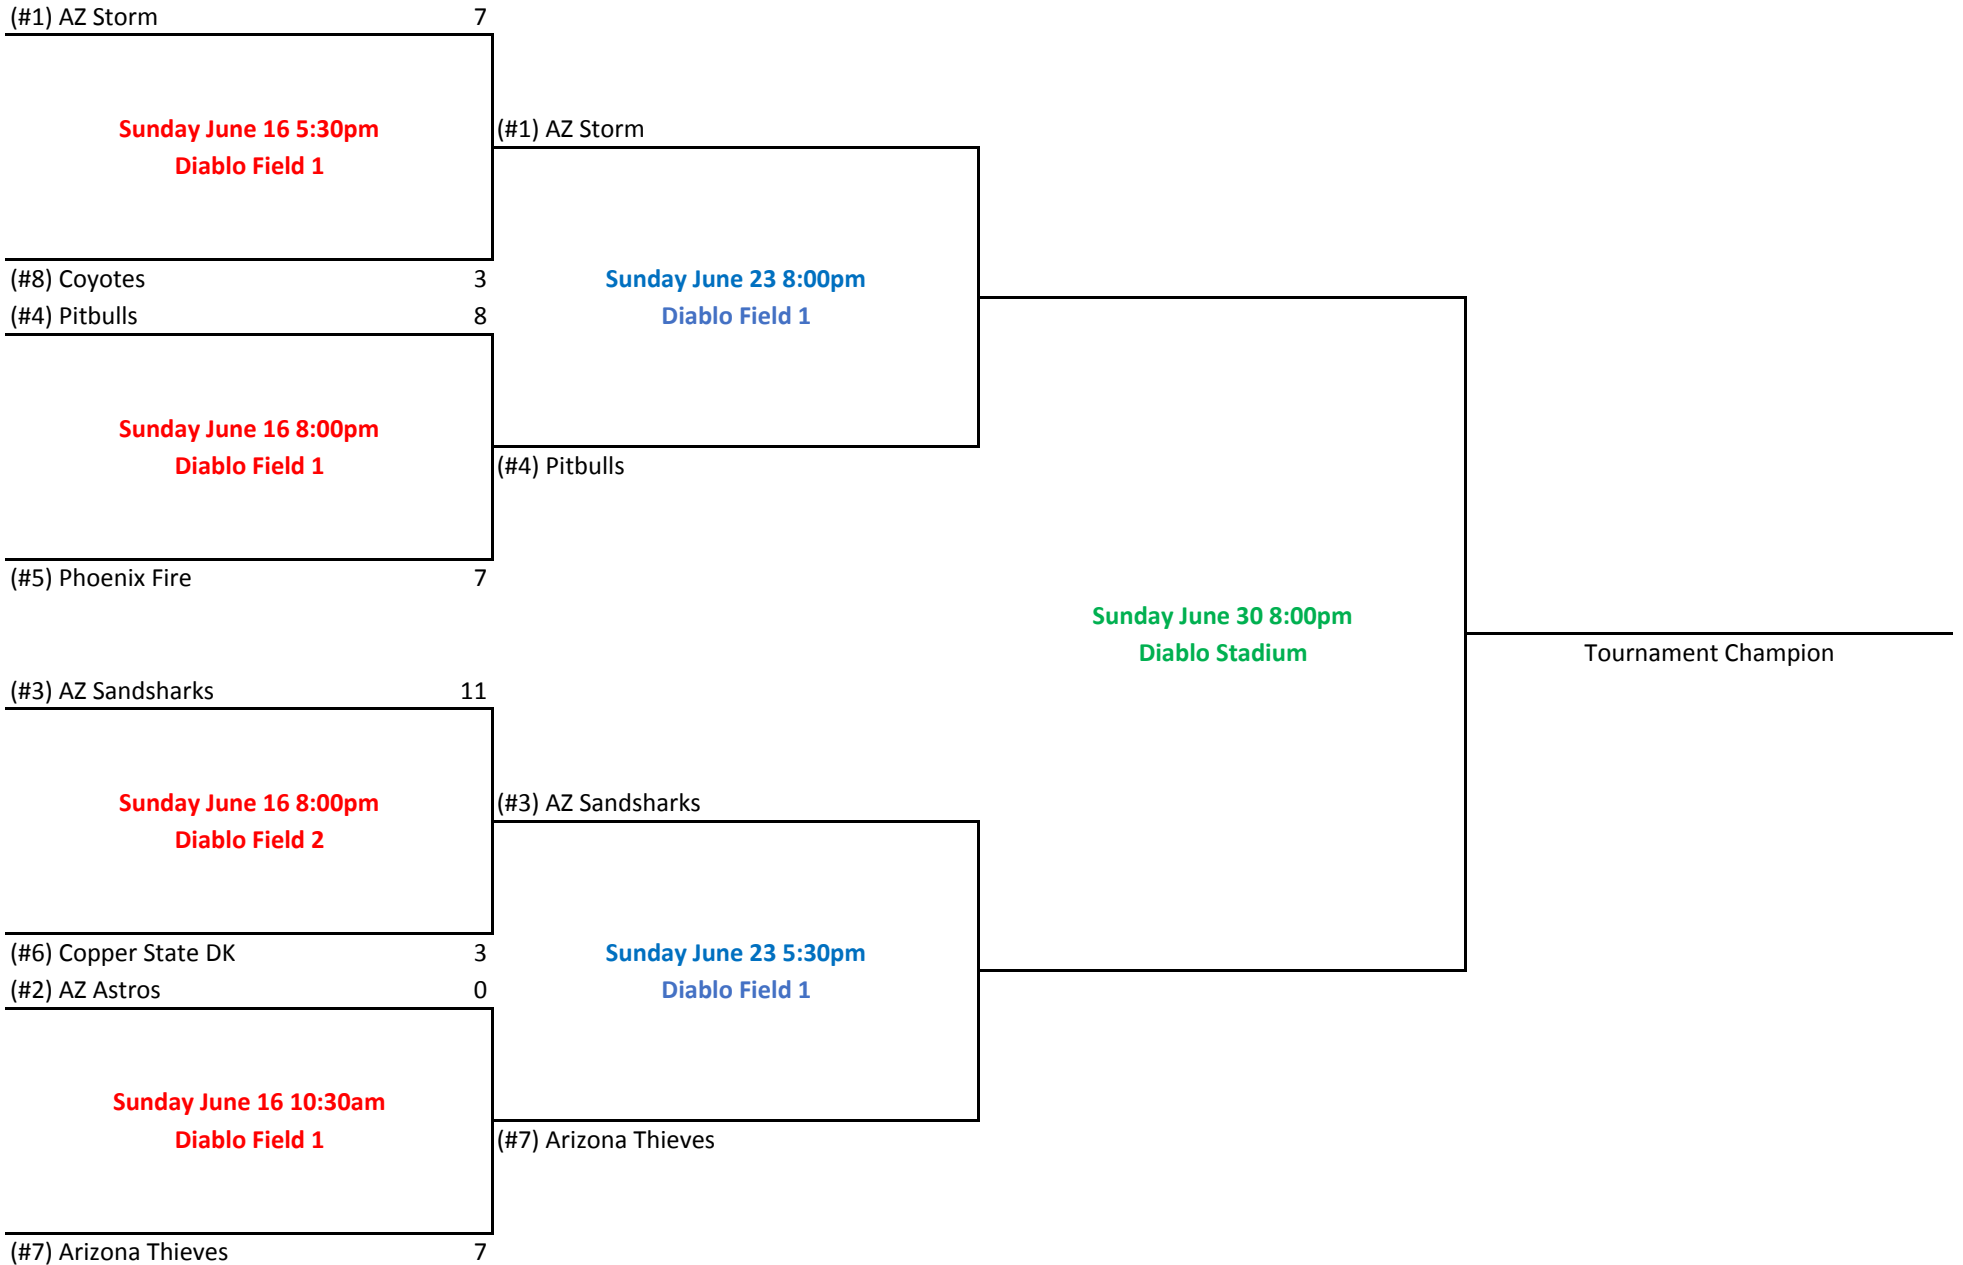 (#1) AZ Storm 7
Sunday June 16 5:30pm
Diablo Field 1
(#1) AZ Storm
(#8) Coyotes 3
(#4) Pitbulls 8
Sunday June 23 8:00pm
Diablo Field 1
Sunday June 16 8:00pm
Diablo Field 1
(#4) Pitbulls
(#5) Phoenix Fire 7
Sunday June 30 8:00pm
Diablo Stadium
Tournament Champion
(#3) AZ Sandsharks 11
Sunday June 16 8:00pm
Diablo Field 2
(#3) AZ Sandsharks
(#6) Copper State DK 3
(#2) AZ Astros 0
Sunday June 23 5:30pm
Diablo Field 1
Sunday June 16 10:30am
Diablo Field 1
(#7) Arizona Thieves
(#7) Arizona Thieves 7